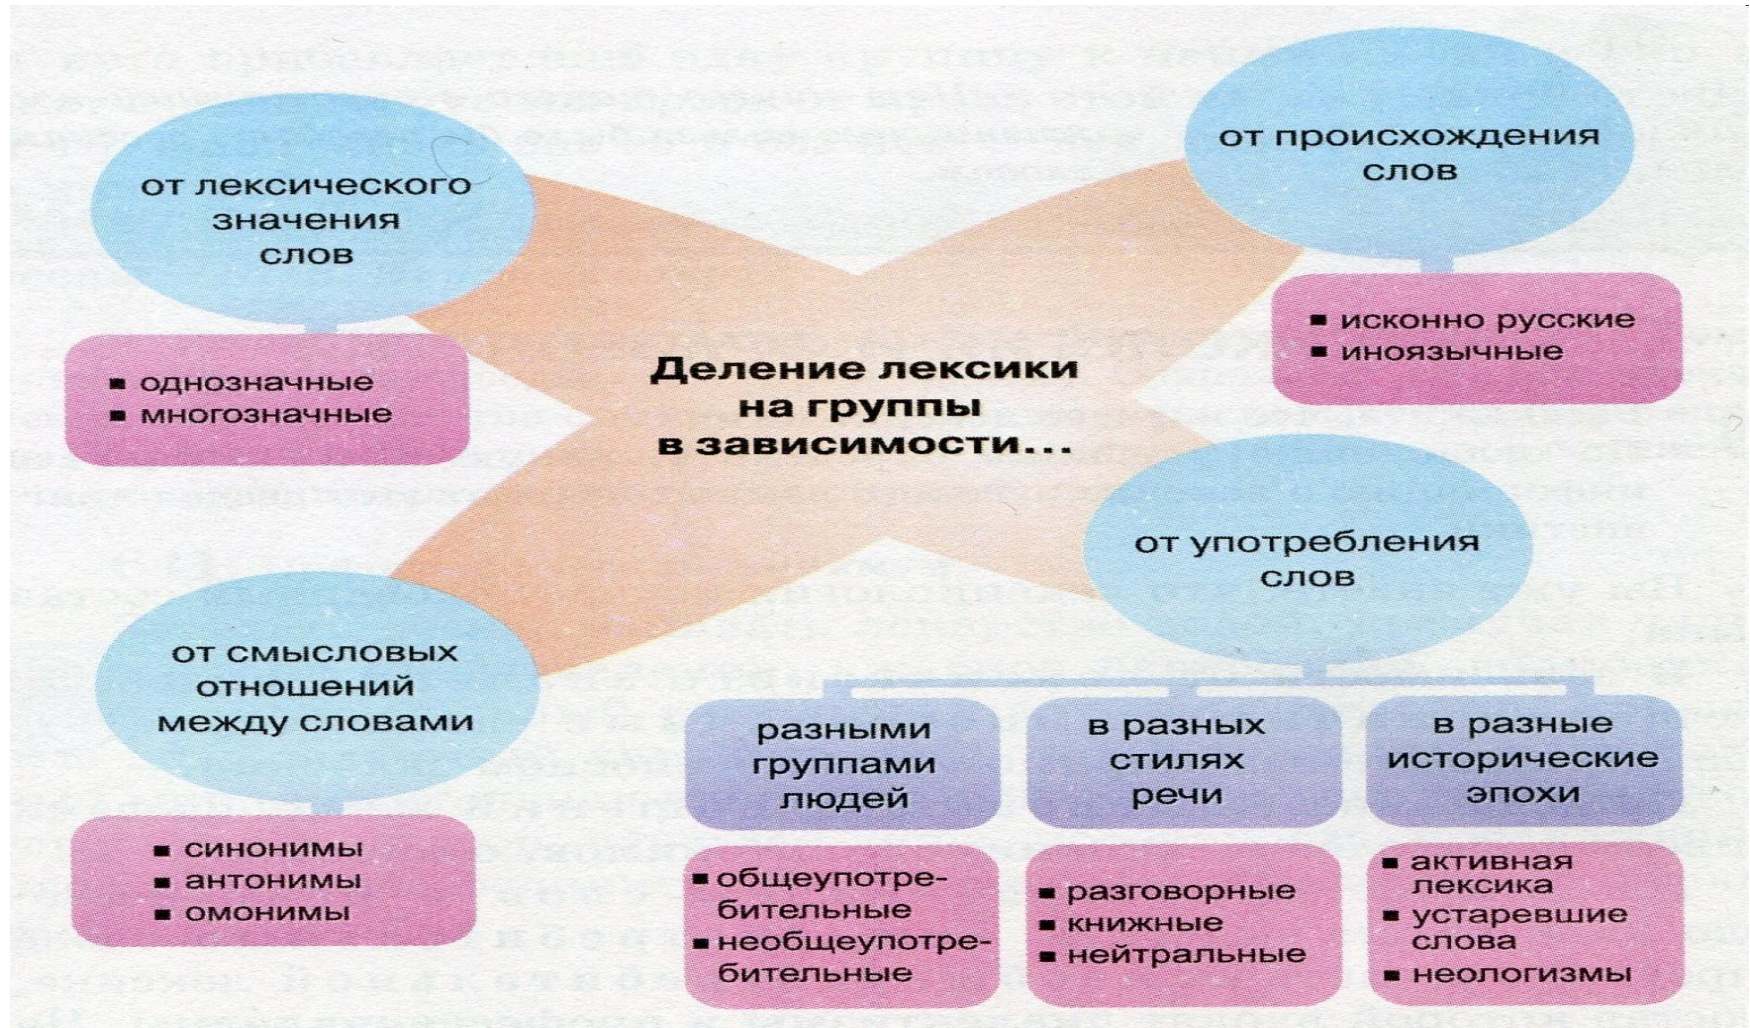 от лексического
значения
слов
▪ однозначные
▪ многозначные
от происхождения
слов
▪ исконно русские
▪ иноязычные
Деление лексики
на группы
в зависимости...
от смысловых
отношений
между словами
▪ синонимы
▪ антонимы
▪ омонимы
от употребления
слов
разными
группами
людей
▪ общеупотре-
бительные
▪ необщеупотре-
бительные
в разных
стилях
речи
▪ разговорные
▪ книжные
▪ нейтральные
в разные
исторические
эпохи
▪ активная
лексика
▪ устаревшие
слова
▪ неологизмы